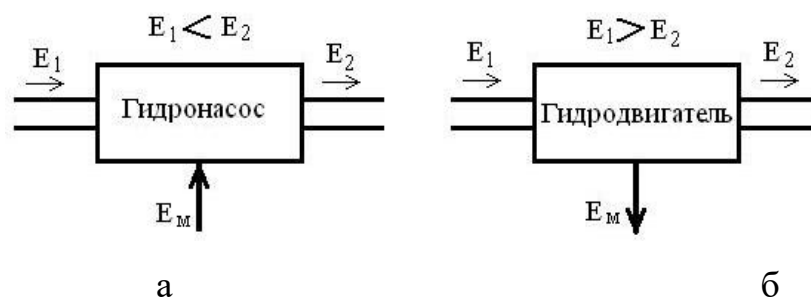 E₁ < E₂
E₁
E₂
Гидронасос
Eм
а
E₁ > E₂
E₁
E₂
Гидродвигатель
Eм
б